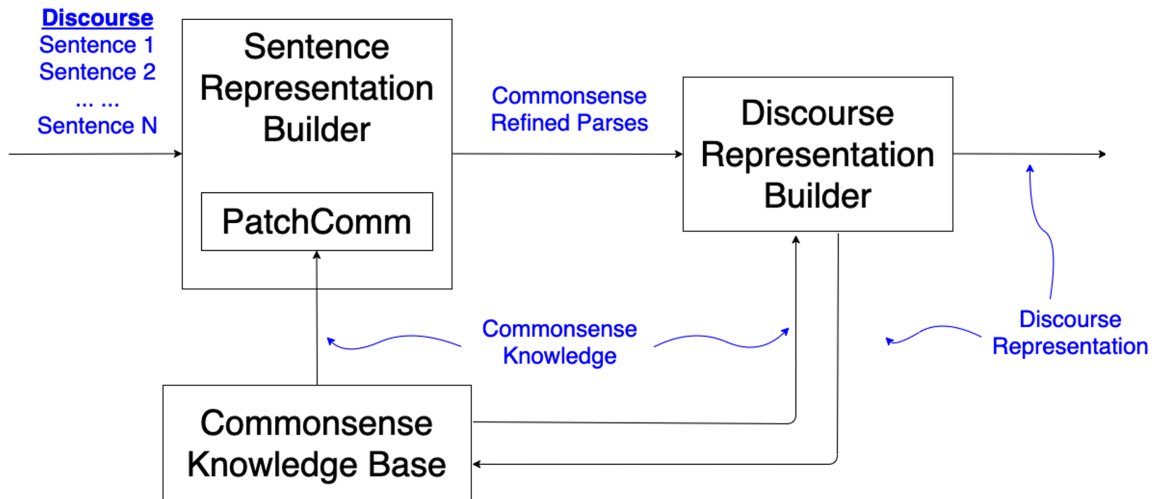 Discourse
Sentence 1
Sentence 2
... ...
Sentence N
Sentence
Representation
Builder
PatchComm
Commonsense
Refined Parses
Discourse
Representation
Builder
Commonsense
Knowledge
Discourse
Representation
Commonsense
Knowledge Base